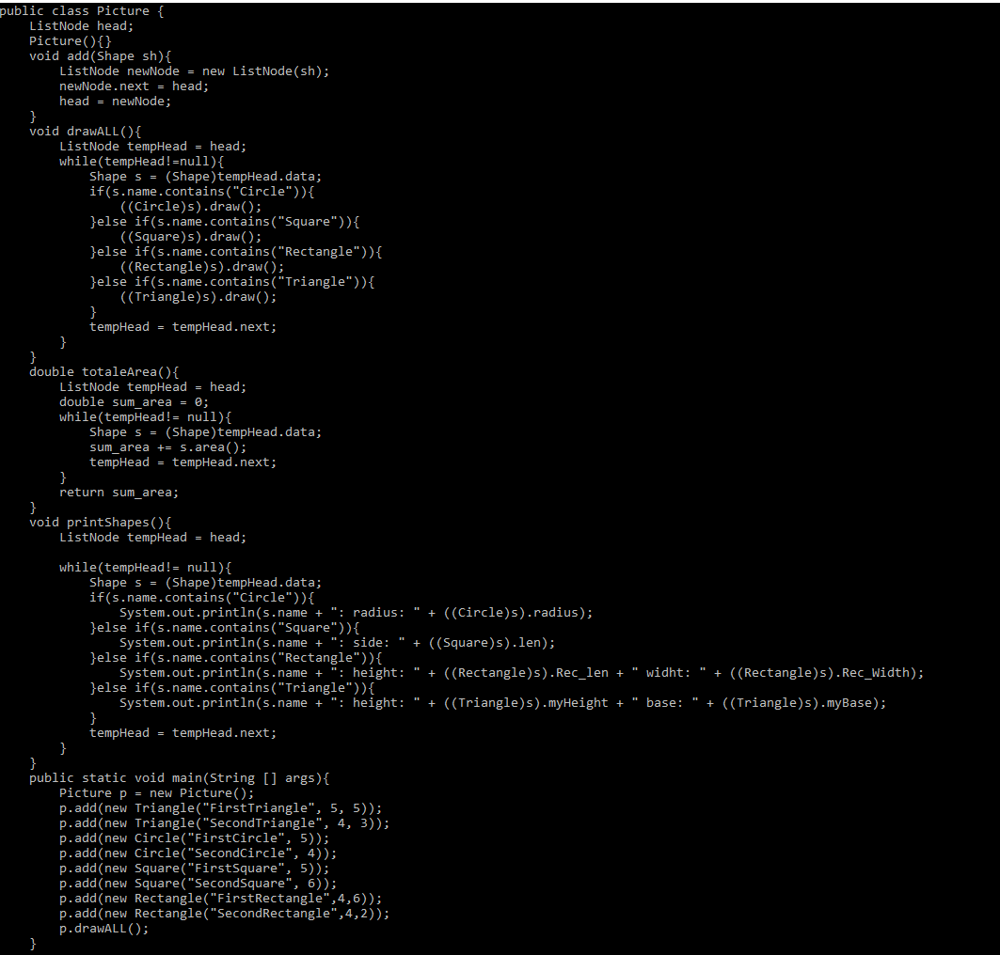 public class Picture {
    ListNode head;
    Picture(){}
    void add(Shape sh){
        ListNode newNode = new ListNode(sh);
        newNode.next = head;
        head = newNode;
    }
    void drawALL(){
        ListNode tempHead = head;
        while(tempHead!=null){
            Shape s = (Shape)tempHead.data;
            if(s.name.contains("Circle")){
                ((Circle)s).draw();
            }else if(s.name.contains("Square")){
                ((Square)s).draw();
            }else if(s.name.contains("Rectangle")){
                ((Rectangle)s).draw();
            }else if(s.name.contains("Triangle")){
                ((Triangle)s).draw();
            }
            tempHead = tempHead.next;
        }
    }
    double totaleArea(){
        ListNode tempHead = head;
        double sum_area = 0;
        while(tempHead!= null){
            Shape s = (Shape)tempHead.data;
            sum_area += s.area();
            tempHead = tempHead.next;
        }
        return sum_area;
    }
    void printShapes(){
        ListNode tempHead = head;

        while(tempHead!= null){
            Shape s = (Shape)tempHead.data;
            if(s.name.contains("Circle")){
                System.out.println(s.name + ": radius: " + ((Circle)s).radius);
            }else if(s.name.contains("Square")){
                System.out.println(s.name + ": side: " + ((Square)s).len);
            }else if(s.name.contains("Rectangle")){
                System.out.println(s.name + ": height: " + ((Rectangle)s).Rec_len + " widht: " + ((Rectangle)s).Rec_Width);
            }else if(s.name.contains("Triangle")){
                System.out.println(s.name + ": height: " + ((Triangle)s).myHeight + " base: " + ((Triangle)s).myBase);
            }
            tempHead = tempHead.next;
        }
    }
    public static void main(String [] args){
        Picture p = new Picture();
        p.add(new Triangle("FirstTriangle", 5, 5));
        p.add(new Triangle("SecondTriangle", 4, 3));
        p.add(new Circle("FirstCircle", 5));
        p.add(new Circle("SecondCircle", 4));
        p.add(new Square("FirstSquare", 5));
        p.add(new Square("SecondSquare", 6));
        p.add(new Rectangle("FirstRectangle",4,6));
        p.add(new Rectangle("SecondRectangle",4,2));
        p.drawALL();
    }